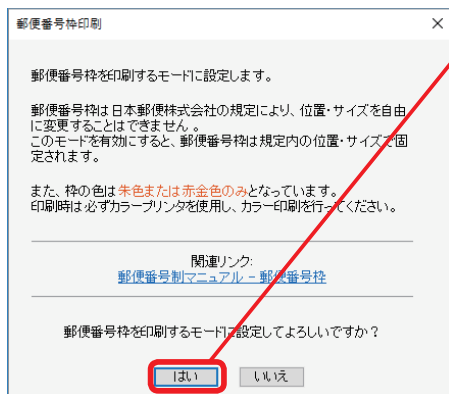 郵便番号枠印刷
郵便番号枠を印刷するモードに設定します。
郵便番号枠は日本郵便株式会社の規定により、位置・サイズを自由
に変更することはできません。
このモードを有効にすると、郵便番号枠は規定内の位置・サイズで固
定されます。
また、枠の色は朱色または赤金色のみとなっています。
印刷時は必ずカラープリンタを使用し、カラー印刷を行ってください。
関連リンク:
郵便番号制マニュアル - 郵便番号枠
郵便番号枠を印刷するモードに設定してよろしいですか？
はい
いいえ